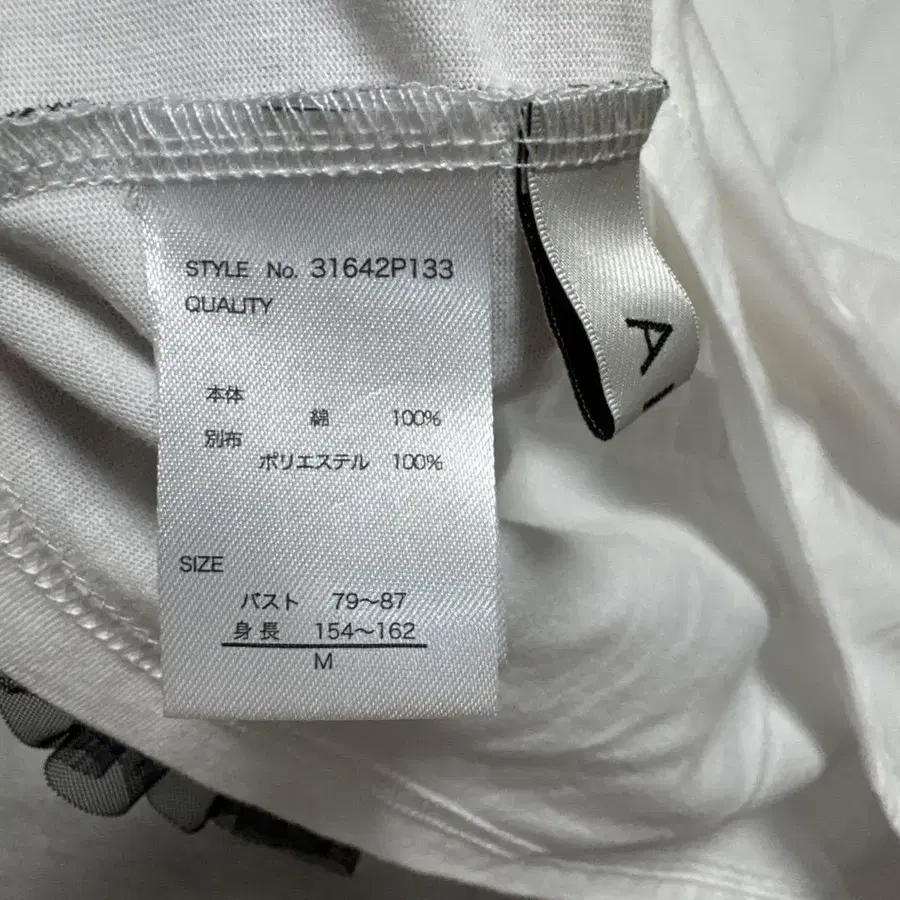 STYLE No. 31642P133
QUALITY
本体
綿 100%
別布
ポリエステル 100%
SIZE
バスト 79〜87
身長 154〜162
M
A